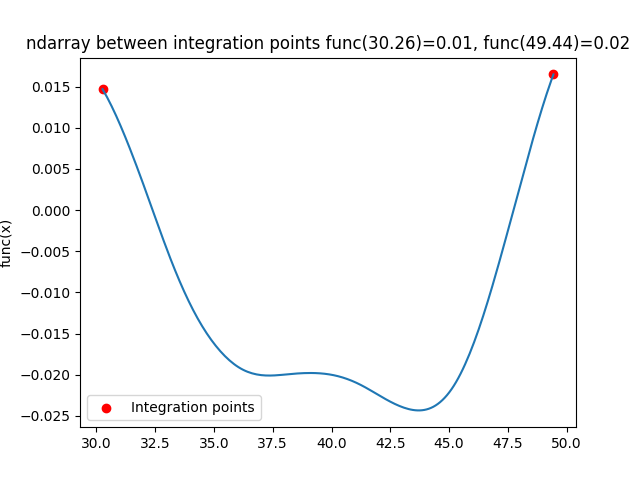 ndarray between integration points func(30.26)=0.01, func(49.44)=0.02
func(x)
0.015
0.010
0.005
0.000
−0.005
−0.010
−0.015
−0.020
−0.025
Integration points
30.0 32.5 35.0 37.5 40.0 42.5 45.0 47.5 50.0